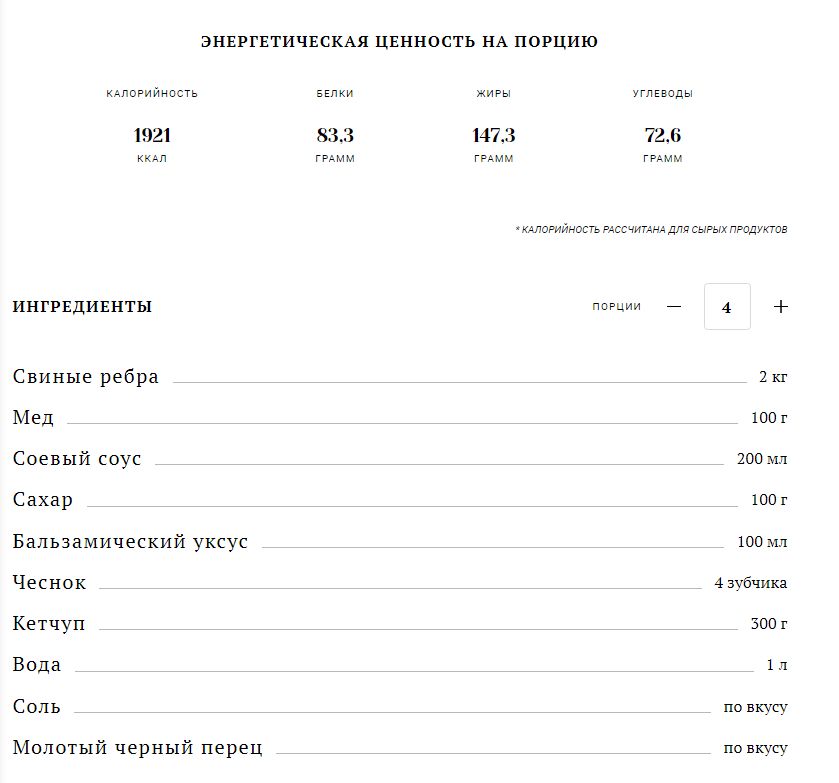 ЭНЕРГЕТИЧЕСКАЯ ЦЕННОСТЬ НА ПОРЦИЮ
КАЛОРИЙНОСТЬ БЕЛКИ ЖИРЫ УГЛЕВОДЫ
1921 83,3 147,3 72,6
ККАЛ ГРАММ ГРАММ ГРАММ
* КАЛОРИЙНОСТЬ РАССЧИТАНА ДЛЯ СЫРЫХ ПРОДУКТОВ
ИНГРЕДИЕНТЫ ПОРЦИИ — 4 +
Свиные ребра 2 кг
Мед 100 г
Соевый соус 200 мл
Сахар 100 г
Бальзамический уксус 100 мл
Чеснок 4 зубчика
Кетчуп 300 г
Вода 1 л
Соль по вкусу
Молотый черный перец по вкусу